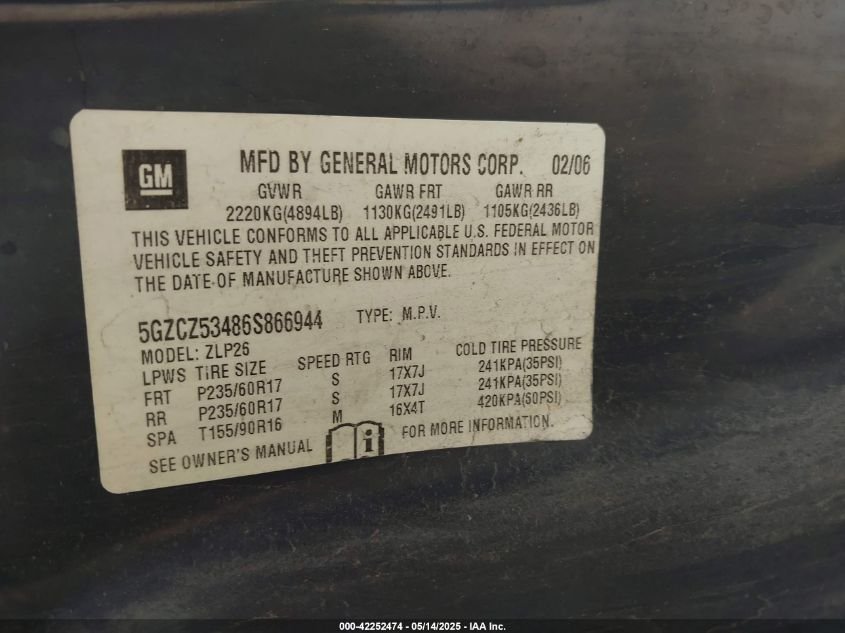 GM
MFD BY GENERAL MOTORS CORP. 02/06
GVWR GAWR FRT GAWR RR
2220KG(4894LB) 1130KG(2491LB) 1105KG(2436LB)
THIS VEHICLE CONFORMS TO ALL APPLICABLE U.S. FEDERAL MOTOR
VEHICLE SAFETY AND THEFT PREVENTION STANDARDS IN EFFECT ON
THE DATE OF MANUFACTURE SHOWN ABOVE.
5GZCZ53486S866944 TYPE: M.P.V.
MODEL: ZLP26
LPWS TIRE SIZE SPEED RTG RIM COLD TIRE PRESSURE
FRT P235/60R17 S 17X7J 241KPA(35PSI)
RR P235/60R17 S 17X7J 241KPA(35PSI)
SPA T155/90R16 M 16X4T 420KPA(60PSI)
SEE OWNER'S MANUAL i FOR MORE INFORMATION.
000-42252474 - 05/14/2025 - IAA Inc.